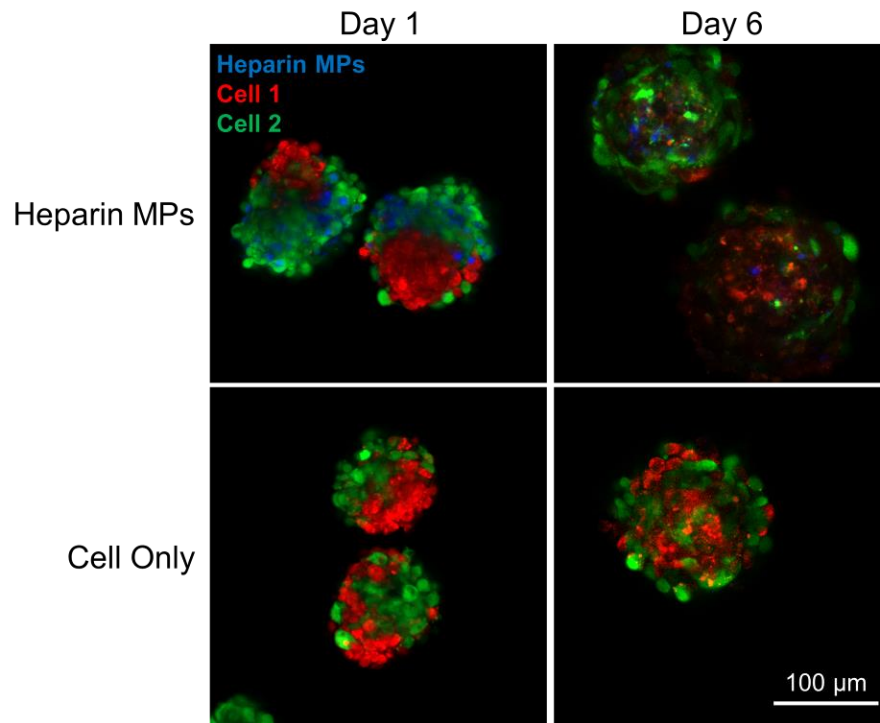 Day 1
Day 6
Heparin MPs
Cell 1
Cell 2
Heparin MPs
Cell Only
100 μm